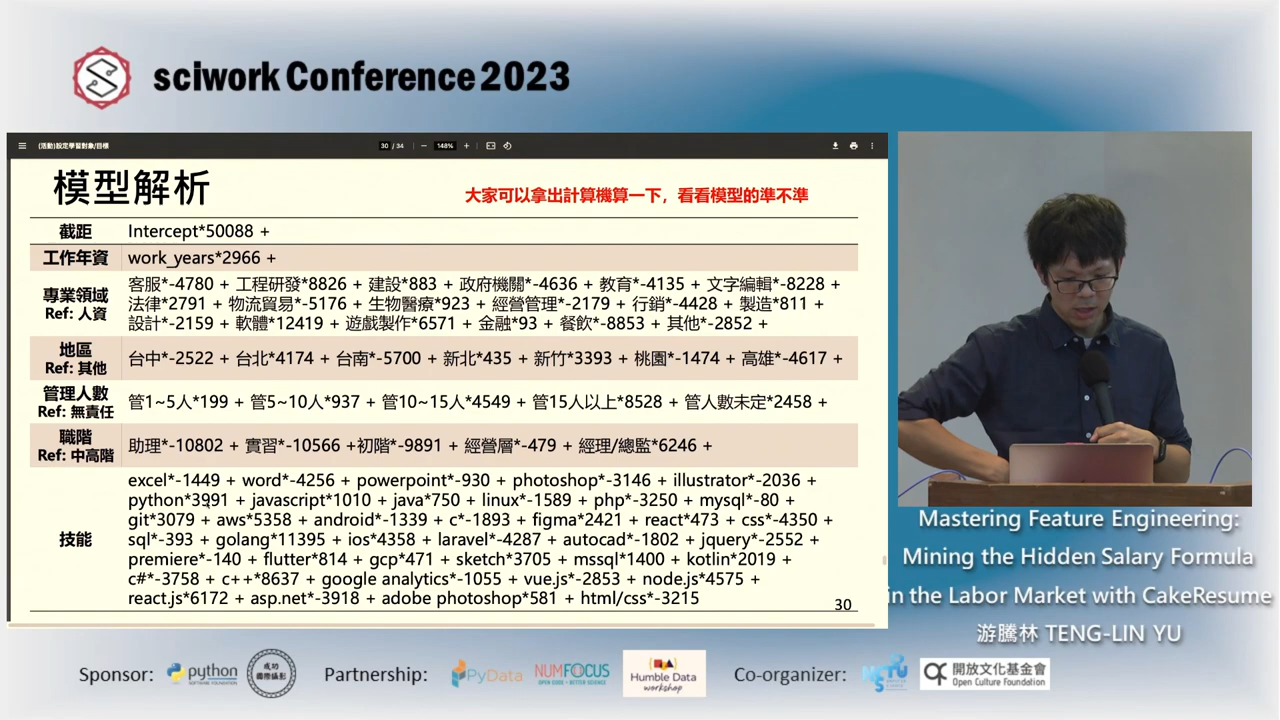 sciwork Conference 2023
(活動)設定學習對象/目標
30 / 34
148%
模型解析
大家可以拿出計算機算一下，看看模型的準不準
截距
Intercept*50088 +
工作年資
work_years*2966 +
專業領域
Ref: 人資
客服*-4780 + 工程研發*8826 + 建設*883 + 政府機關*-4636 + 教育*-4135 + 文字編輯*-8228 +
法律*2791 + 物流貿易*-5176 + 生物醫療*923 + 經營管理*-2179 + 行銷*-4428 + 製造*811 +
設計*-2159 + 軟體*12419 + 遊戲製作*6571 + 金融*93 + 餐飲*-8853 + 其他*-2852 +
地區
Ref: 其他
台中*-2522 + 台北*4174 + 台南*-5700 + 新北*435 + 新竹*3393 + 桃園*-1474 + 高雄*-4617 +
管理人數
Ref: 無責任
管1~5人*199 + 管5~10人*937 + 管10~15人*4549 + 管15人以上*8528 + 管人數未定*2458 +
職階
Ref: 中高階
助理*-10802 + 實習*-10566 +初階*-9891 + 經營層*-479 + 經理/總監*6246 +
技能
excel*-1449 + word*-4256 + powerpoint*-930 + photoshop*-3146 + illustrator*-2036 +
python*3991 + javascript*1010 + java*750 + linux*-1589 + php*-3250 + mysql*-80 +
git*3079 + aws*5358 + android*-1339 + c*-1893 + figma*2421 + react*473 + css*-4350 +
sql*-393 + golang*11395 + ios*4358 + laravel*-4287 + autocad*-1802 + jquery*-2552 +
premiere*-140 + flutter*814 + gcp*471 + sketch*3705 + mssql*1400 + kotlin*2019 +
c#*-3758 + c++*8637 + google analytics*-1055 + vue.js*-2853 + node.js*4575 +
react.js*6172 + asp.net*-3918 + adobe photoshop*581 + html/css*-3215
30
Mastering Feature Engineering:
Mining the Hidden Salary Formula
in the Labor Market with CakeResume
游騰林 TENG-LIN YU
Sponsor:
python
SOFTWARE FOUNDATION
成功
國際攝影
Partnership:
PyData
NUMFOCUS
OPEN CODE = BETTER SCIENCE
Humble Data
workshop
Co-organizer:
開放文化基金會
Open Culture Foundation